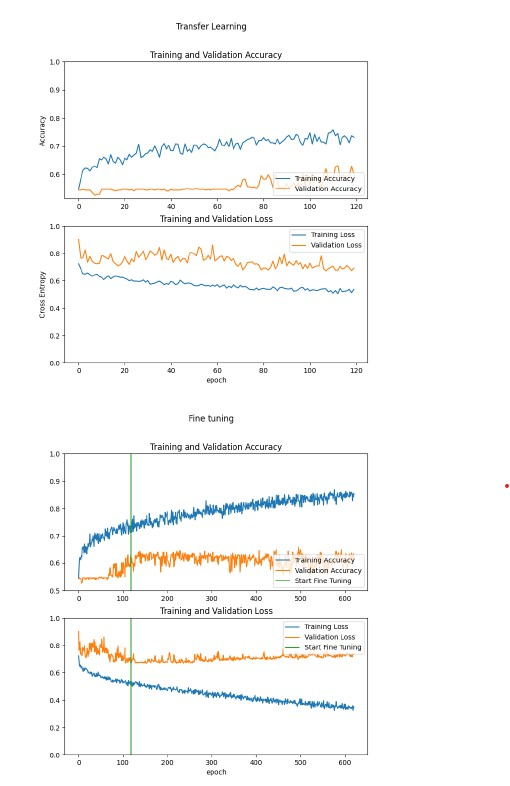 Transfer Learning
Training and Validation Accuracy
1.0
0.9
0.8
0.7
0.6
Accuracy
Training Accuracy
Validation Accuracy
0 20 40 60 80 100 120
Training and Validation Loss
1.0
0.8
0.6
0.4
0.2
0.0
Cross Entropy
Training Loss
Validation Loss
0 20 40 60 80 100 120
epoch
Fine tuning
Training and Validation Accuracy
1.0
0.9
0.8
0.7
0.6
0.5
Training Accuracy
Validation Accuracy
Start Fine Tuning
0 100 200 300 400 500 600
Training and Validation Loss
1.0
0.8
0.6
0.4
0.2
0.0
Training Loss
Validation Loss
Start Fine Tuning
0 100 200 300 400 500 600
epoch